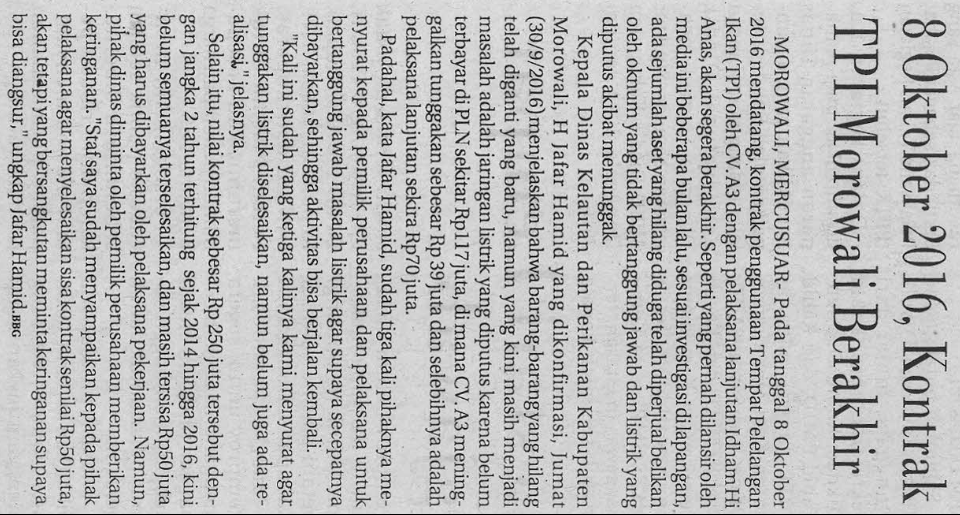 8 Oktober 2016, Kontrak
TPI Morowali Berakhir
MOROWALI, MERCUSUAR- Pada tanggal 8 Oktober
2016 mendatang, kontrak penggunaan Tempat Pelelangan
Ikan (TPI) oleh CV. A3 dengan pelaksana lanjutan Idham Hi
Anas, akan segera berakhir. Seperti yang pernah dilansir oleh
media ini beberapa bulan lalu, sesuai investigasi di lapangan,
ada sejumlah aset yang hilang diduga telah diperjual belikan
oleh oknum yang tidak bertanggung jawab dan listrik yang
diputus akibat menunggak.
Kepala Dinas Kelautan dan Perikanan Kabupaten
Morowali, H Jafar Hamid yang dikonfirmasi, Jumat
(30/9/2016) menjelaskan bahwa barang-barang yang hilang
telah diganti yang baru, namun yang kini masih menjadi
masalah adalah jaringan listrik yang diputus karena belum
terbayar di PLN sekitar Rp117 juta, di mana CV. A3 mening-
galkan tunggakan sebesar Rp 39 juta dan selebihnya adalah
pelaksana lanjutan sekira Rp70 juta.
Padahal, kata Jafar Hamid, sudah tiga kali pihaknya me-
nyurat kepada pemilik perusahaan dan pelaksana untuk
bertanggung jawab masalah listrik agar supaya secepatnya
dibayarkan, sehingga aktivitas bisa berjalan kembali.
"Kali ini sudah yang ketiga kalinya kami menyurat agar
tunggakan listrik diselesaikan, namun belum juga ada re-
alisasi," jelasnya.
Selain itu, nilai kontrak sebesar Rp 250 juta tersebut den-
gan jangka 2 tahun terhitung sejak 2014 hingga 2016, kini
belum semuanya terselesaikan, dan masih tersisa Rp50 juta
yang harus dibayarkan oleh pelaksana pekerjaan. Namun,
pihak dinas diminta oleh pemilik perusahaan memberikan
keringanan. "Staf saya sudah menyampaikan kepada pihak
pelaksana agar menyelesaikan sisa kontrak senilai Rp50 juta,
akan tetapi yang bersangkutan meminta keringanan supaya
bisa diangsur," ungkap Jafar Hamid. BBG